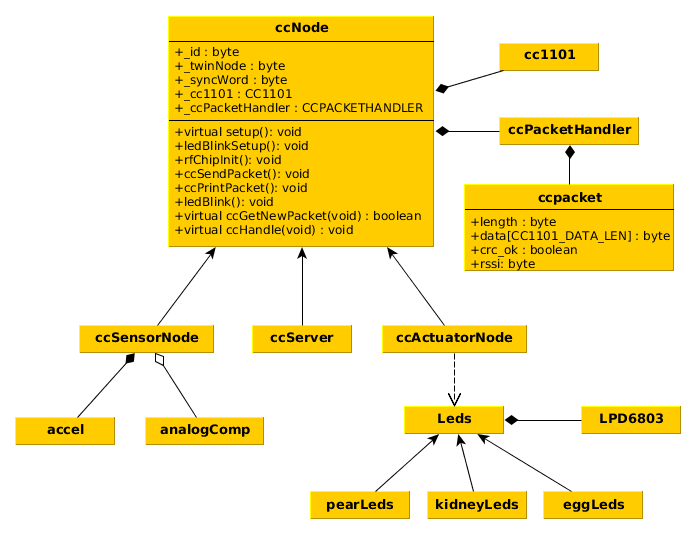 ccNode
+_id : byte
+_twinNode : byte
+_syncWord : byte
+_cc1101 : CC1101
+_ccPacketHandler : CCPACKETHANDLER
+virtual setup(): void
+ledBlinkSetup(): void
+rfChipInit(): void
+ccSendPacket(): void
+ccPrintPacket(): void
+ledBlink(): void
+virtual ccGetNewPacket(void) : boolean
+virtual ccHandle(void) : void
cc1101
ccPacketHandler
ccpacket
+length : byte
+data[CC1101_DATA_LEN] : byte
+crc_ok : boolean
+rssi: byte
ccSensorNode
ccServer
ccActuatorNode
accel
analogComp
Leds
LPD6803
pearLeds
kidneyLeds
eggLeds